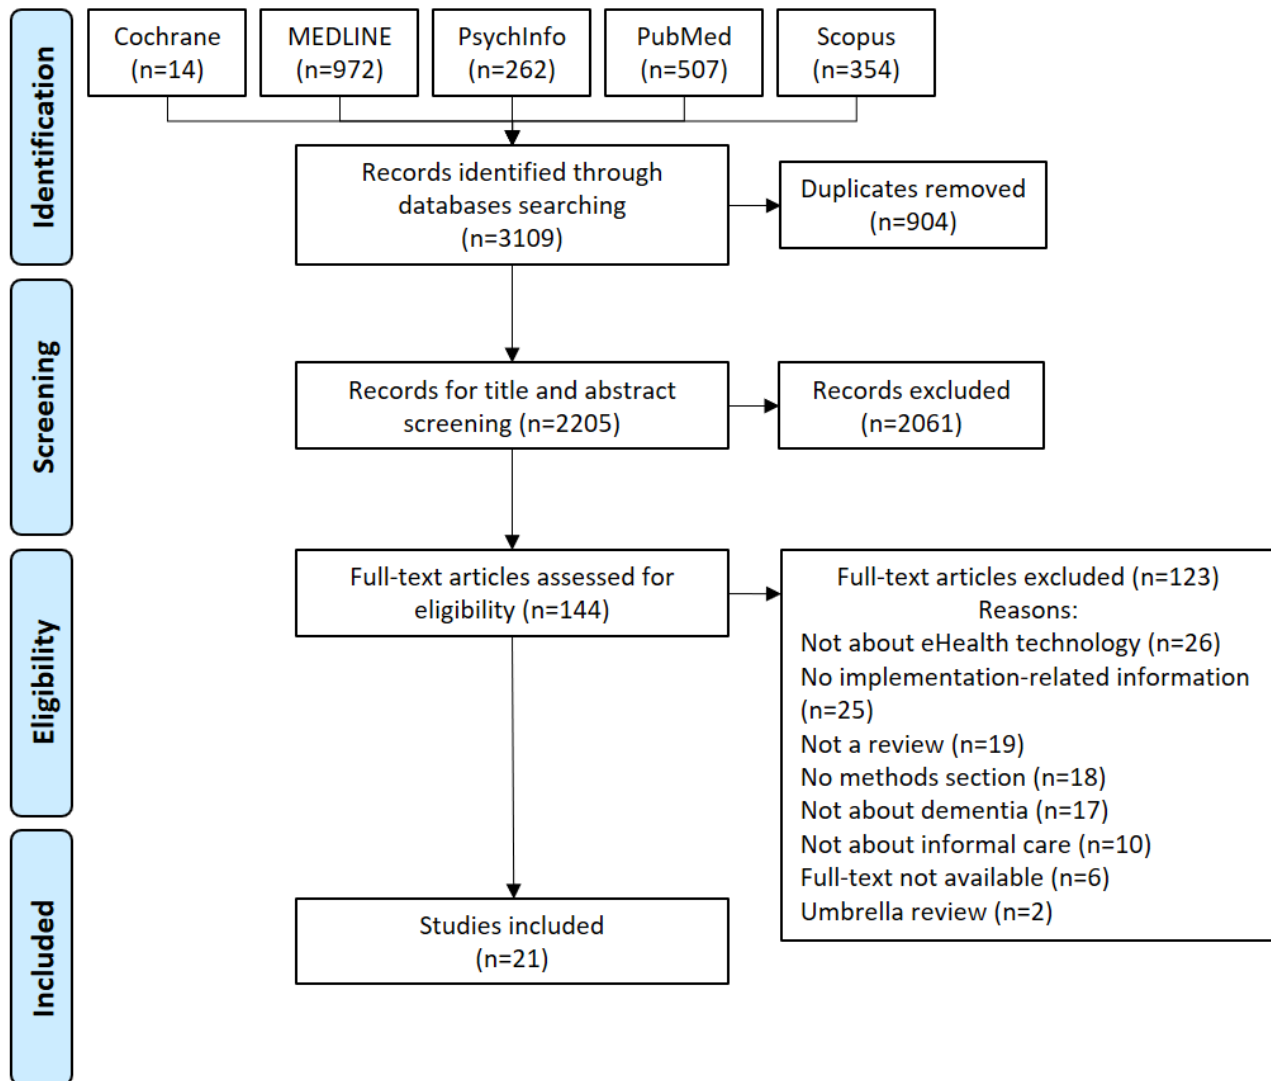 Identification
Cochrane
(n=14)
MEDLINE
(n=972)
PsychInfo
(n=262)
PubMed
(n=507)
Scopus
(n=354)
Records identified through
databases searching
(n=3109)
Duplicates removed
(n=904)
Screening
Records for title and abstract
screening (n=2205)
Records excluded
(n=2061)
Eligibility
Full-text articles assessed for
eligibility (n=144)
Full-text articles excluded (n=123)
Reasons:
Not about eHealth technology (n=26)
No implementation-related information
(n=25)
Not a review (n=19)
No methods section (n=18)
Not about dementia (n=17)
Not about informal care (n=10)
Full-text not available (n=6)
Umbrella review (n=2)
Included
Studies included
(n=21)